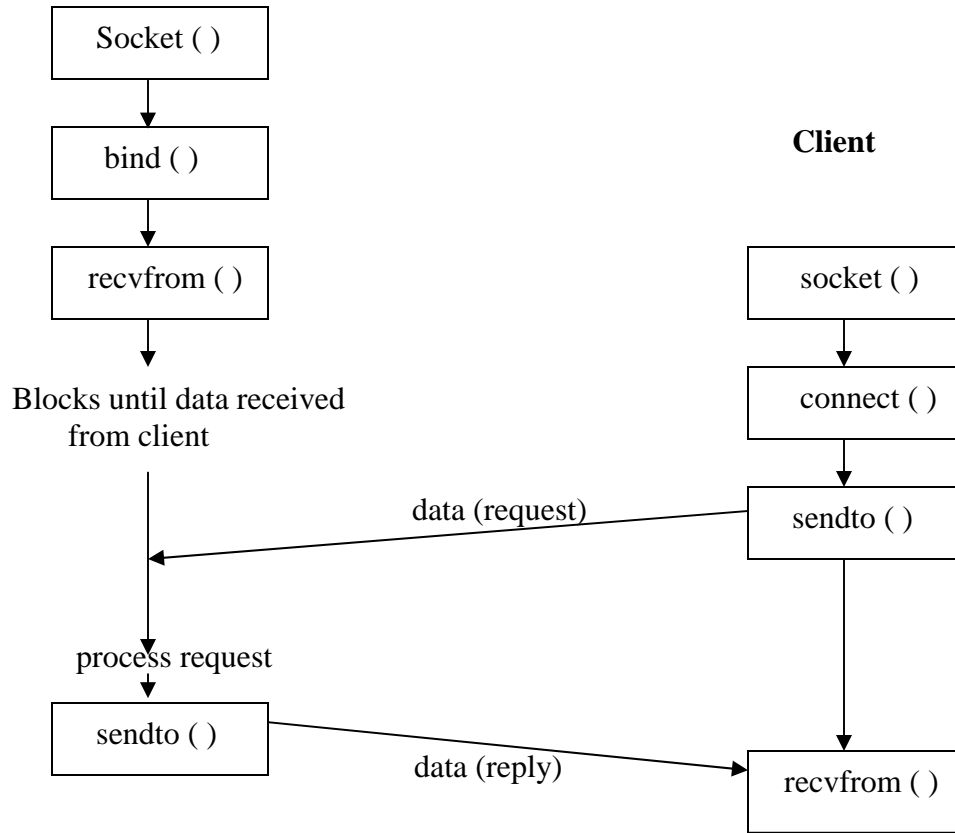 Socket ( )
bind ( )
Client
recvfrom ( )
socket ( )
Blocks until data received
from client
connect ( )
data (request)
sendto ( )
process request
sendto ( )
data (reply)
recvfrom ( )